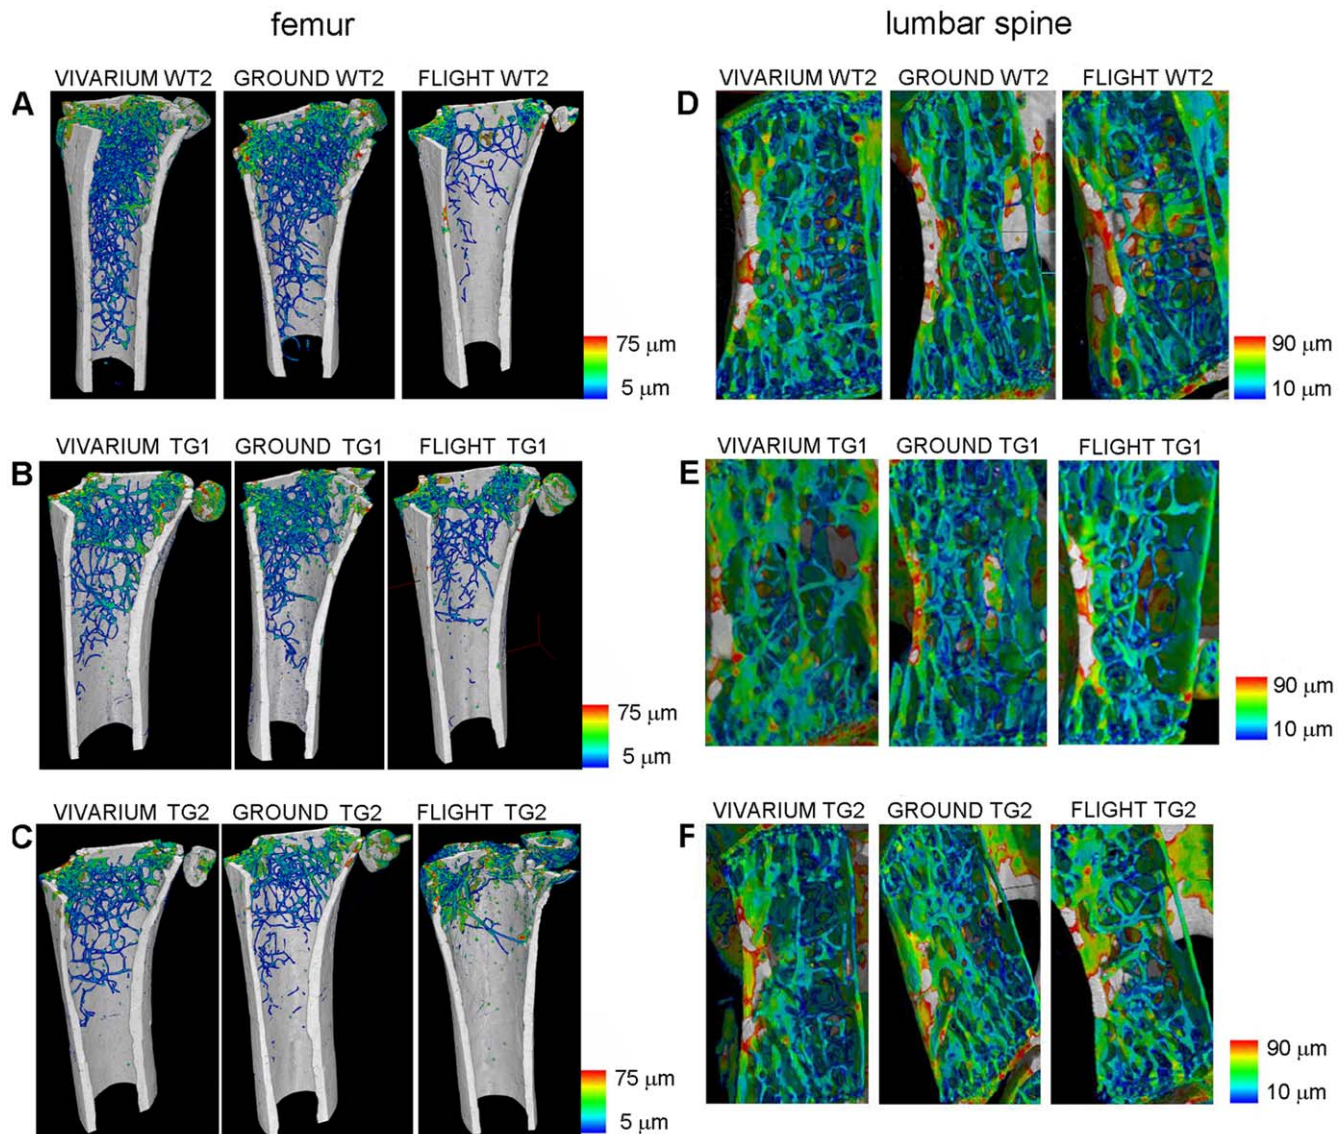 femur
lumbar spine
A
VIVARIUM WT2
GROUND WT2
FLIGHT WT2
75 μm
5 μm
D
VIVARIUM WT2
GROUND WT2
FLIGHT WT2
90 μm
10 μm
B
VIVARIUM TG1
GROUND TG1
FLIGHT TG1
75 μm
5 μm
E
VIVARIUM TG1
GROUND TG1
FLIGHT TG1
90 μm
10 μm
C
VIVARIUM TG2
GROUND TG2
FLIGHT TG2
75 μm
5 μm
F
VIVARIUM TG2
GROUND TG2
FLIGHT TG2
90 μm
10 μm